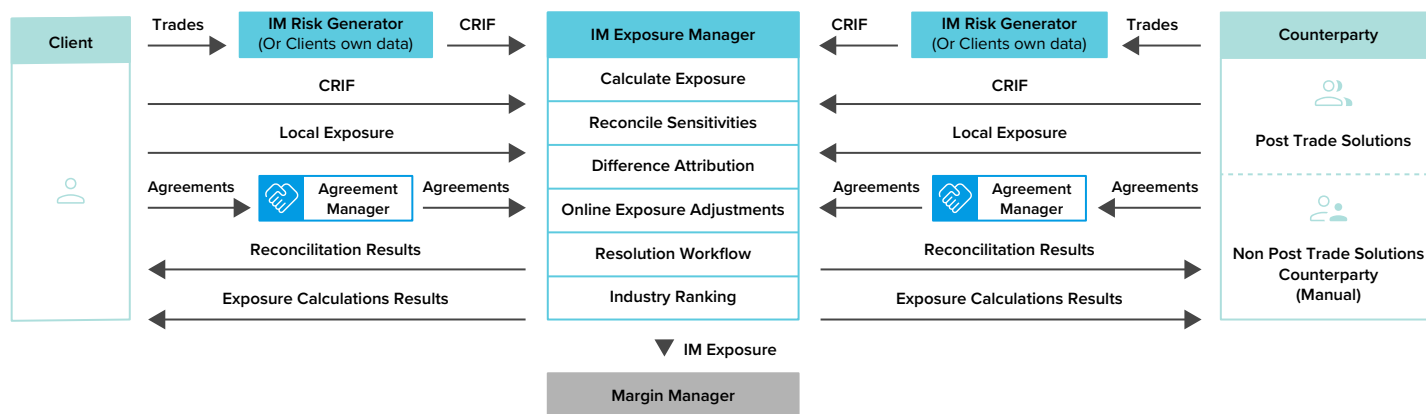 Client
Trades
IM Risk Generator
(Or Clients own data)
CRIF
IM Exposure Manager
CRIF
IM Risk Generator
(Or Clients own data)
Trades
Counterparty
CRIF
Calculate Exposure
CRIF
Local Exposure
Reconcile Sensitivities
Local Exposure
Post Trade Solutions
Difference Attribution
Agreements
Agreement
Manager
Agreements
Online Exposure Adjustments
Agreements
Agreement
Manager
Agreements
Reconcilitation Results
Resolution Workflow
Reconcilitation Results
Non Post Trade Solutions
Counterparty
(Manual)
Exposure Calculations Results
Industry Ranking
Exposure Calculations Results
IM Exposure
Margin Manager